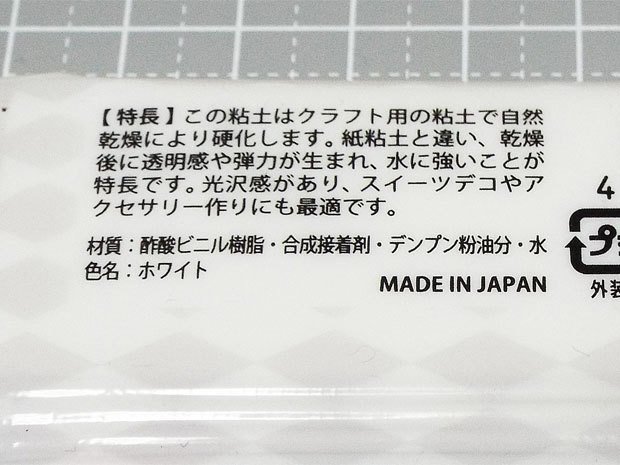 【特長】この粘土はクラフト用の粘土で自然
乾燥により硬化します。紙粘土と違い、乾燥
後に透明感や弾力が生まれ、水に強いことが
特長です。光沢感があり、スイーツデコやア
クセサリー作りにも最適です。
材質：酢酸ビニル樹脂・合成接着剤・デンプン粉油分・水
色名：ホワイト
MADE IN JAPAN
4
プ
外装